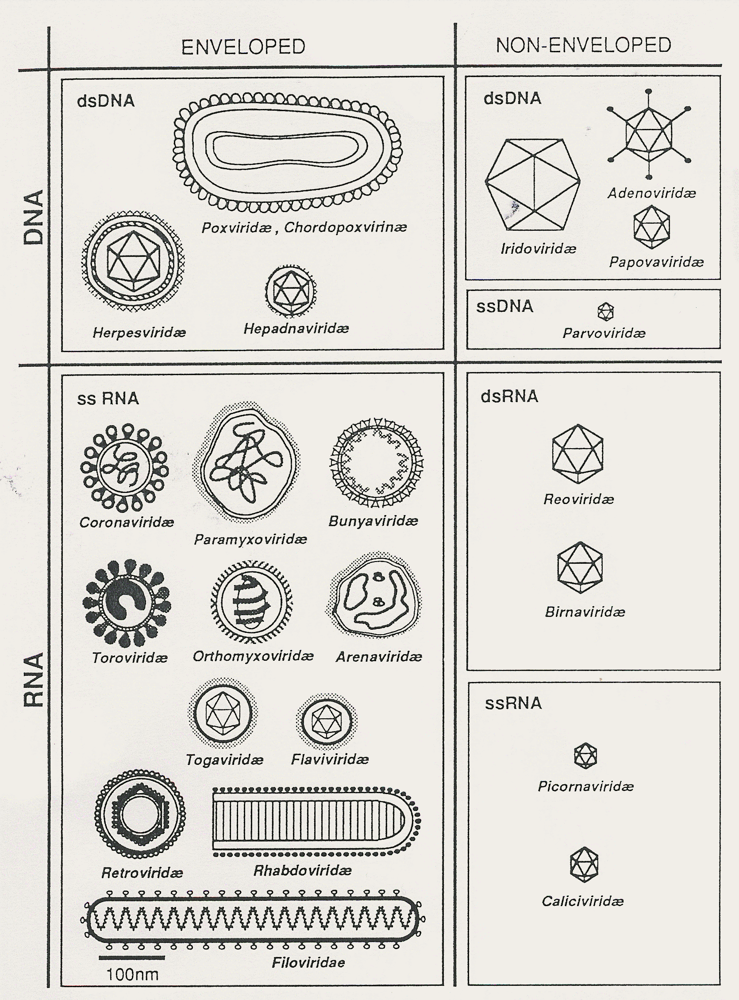 ENVELOPED
NON-ENVELOPED
DNA
dsDNA
Poxviridæ, Chordopoxvirinæ
Herpesviridæ
Hepadnaviridæ
dsDNA
Adenoviridæ
Iridoviridæ
Papovaviridæ
ssDNA
Parvoviridæ
RNA
ss RNA
Coronaviridæ
Paramyxoviridæ
Bunyaviridæ
Toroviridæ
Orthomyxoviridæ
Arenaviridæ
Togaviridæ
Flaviviridæ
Retroviridæ
Rhabdoviridæ
Filoviridae
100nm
dsRNA
Reoviridæ
Birnaviridæ
ssRNA
Picornaviridæ
Caliciviridæ